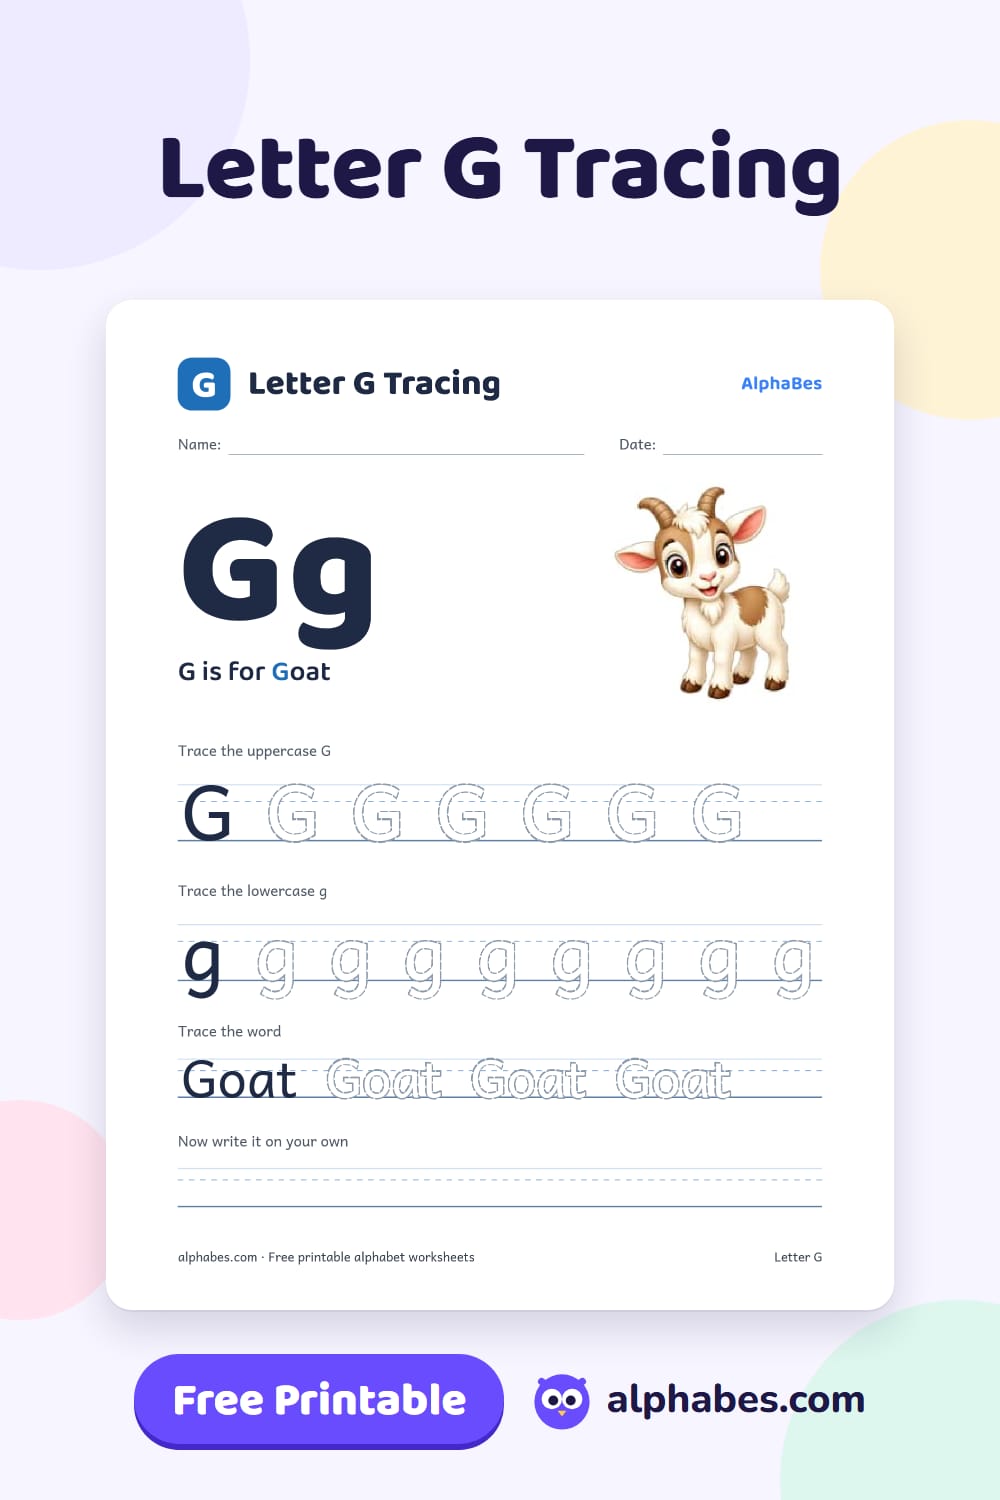 Letter G Tracing
G Letter G Tracing AlphaBes
Name: Date:
Gg
G is for Goat
Trace the uppercase G
G G G G G G G
Trace the lowercase g
g g g g g g g g g
Trace the word
Goat Goat Goat Goat
Now write it on your own
alphabes.com · Free printable alphabet worksheets Letter G
Free Printable alphabes.com